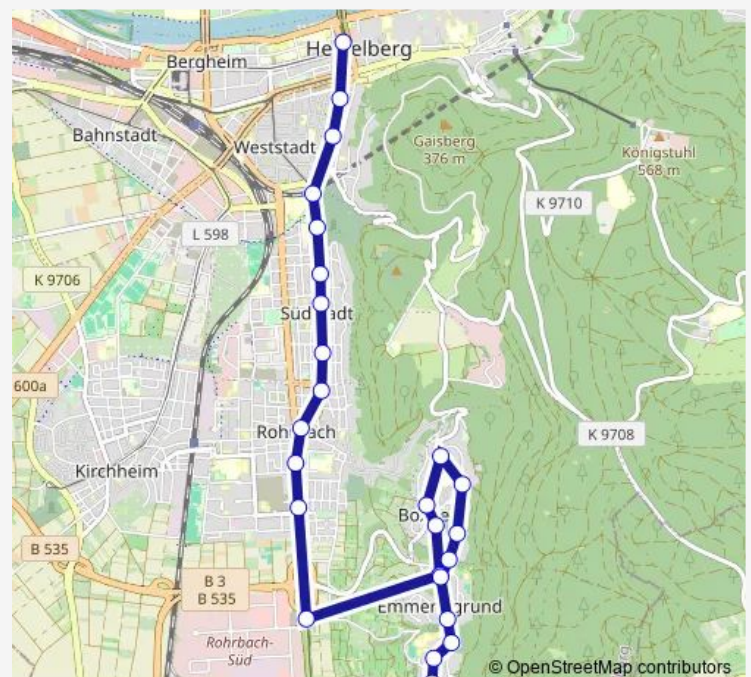 Bergheim
Bahnstadt
Weststadt
Gaisberg
376 m
Königstuhl
568 m
K 9710
L 598
K 9706
600a
Kirchheim
K 9708
B 535
B 3
B 535
Rohrbach-
Süd
© OpenStreetMap contributors